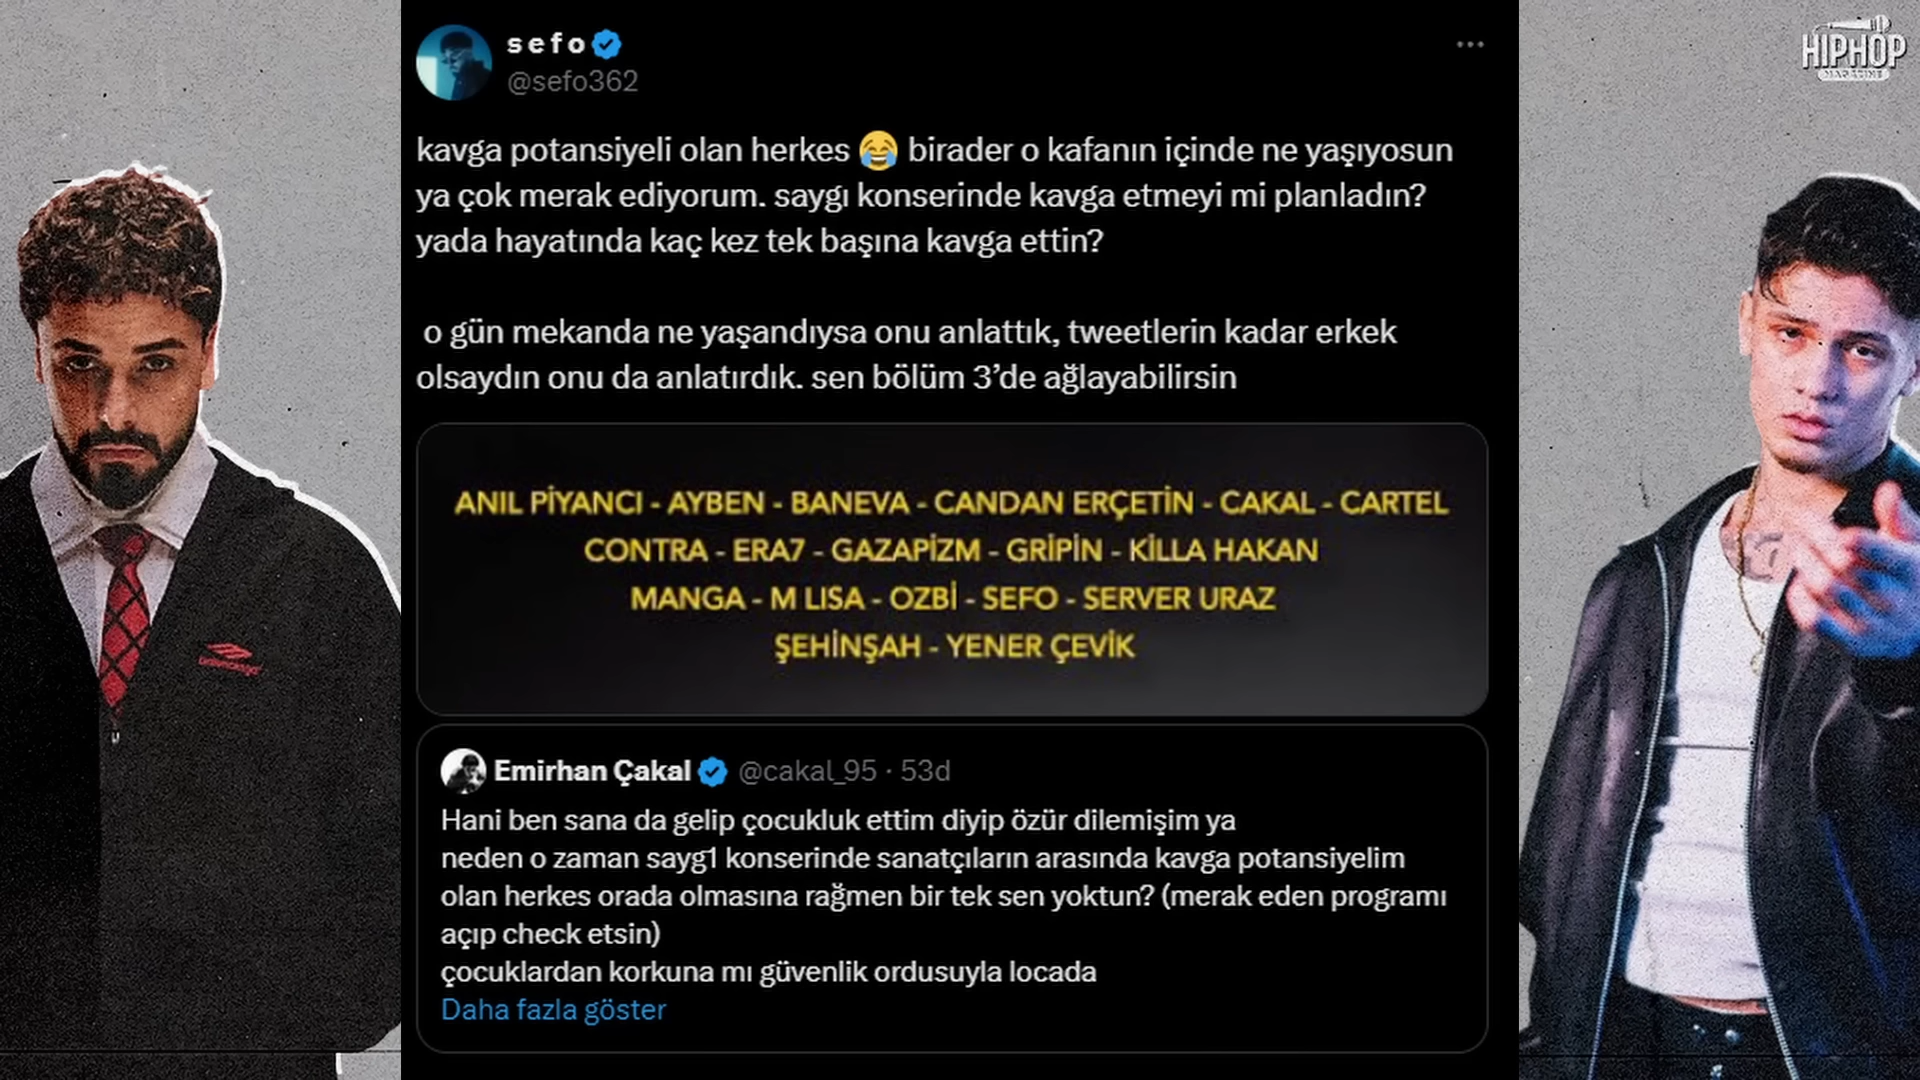 sefo
@sefo362
kavga potansiyeli olan herkes 😂 birader o kafanın içinde ne yaşıyosun
ya çok merak ediyorum. saygı konserinde kavga etmeyi mi planladın?
yada hayatında kaç kez tek başına kavga ettin?
o gün mekanda ne yaşandıysa onu anlattık, tweetlerin kadar erkek
olsaydın onu da anlatırdık. sen bölüm 3’de ağlayabilirsin
ANIL PİYANCI - AYBEN - BANEVA - CANDAN ERÇETİN - CAKAL - CARTEL
CONTRA - ERA7 - GAZAPİZM - GRİPİN - KİLLA HAKAN
MANGA - M LISA - OZBİ - SEFO - SERVER URAZ
ŞEHİNŞAH - YENER ÇEVİK
Emirhan Çakal @cakal_95 · 53d
Hani ben sana da gelip çocukluk ettim diyip özür dilemişim ya
neden o zaman sayg1 konserinde sanatçıların arasında kavga potansiyelim
olan herkes orada olmasına rağmen bir tek sen yoktun? (merak eden programı
açıp check etsin)
çocuklardan korkuna mı güvenlik ordusuyla locada
Daha fazla göster
HIPHOP
MAGAZINE